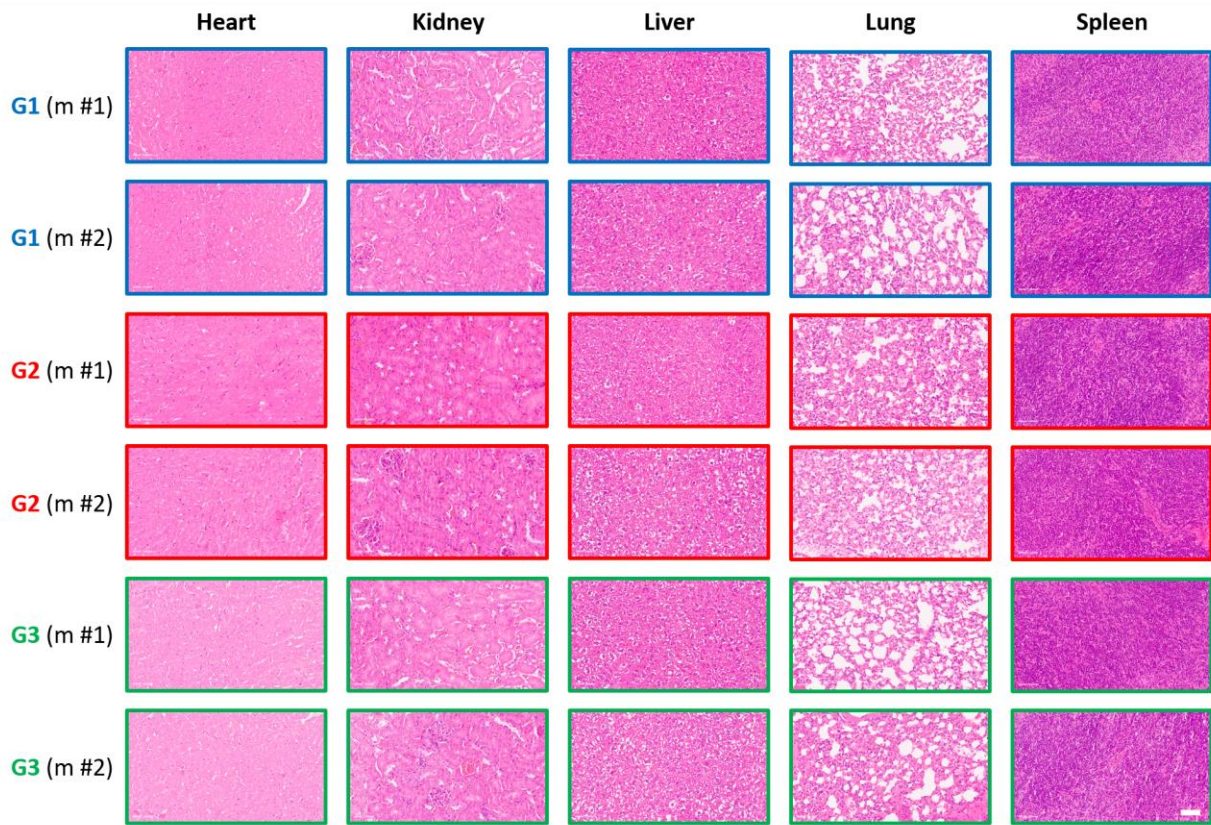 Heart Kidney Liver Lung Spleen
G1 (m #1)
G1 (m #2)
G2 (m #1)
G2 (m #2)
G3 (m #1)
G3 (m #2)